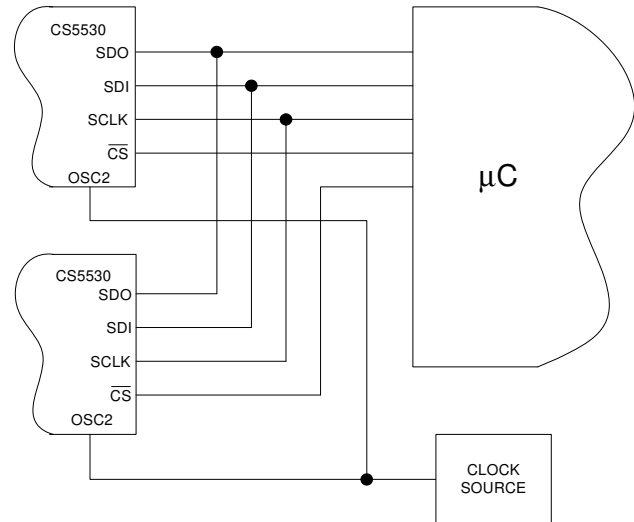 CS5530
SDO
SDI
SCLK
CS
OSC2
µC
CS5530
SDO
SDI
SCLK
CS
OSC2
CLOCK
SOURCE